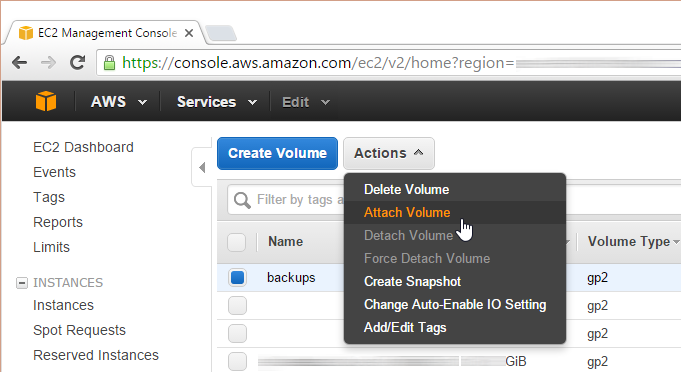 EC2 Management Console
https://console.aws.amazon.com/ec2/v2/home?region=
AWS Services Edit
EC2 Dashboard
Events
Tags
Reports
Limits
INSTANCES
Instances
Spot Requests
Reserved Instances
Create Volume Actions
Filter by tags a
Delete Volume
Attach Volume
Detach Volume
Force Detach Volume
Create Snapshot
Change Auto-Enable IO Setting
Add/Edit Tags
Name Volume Type
backups gp2
gp2
gp2
GiB gp2